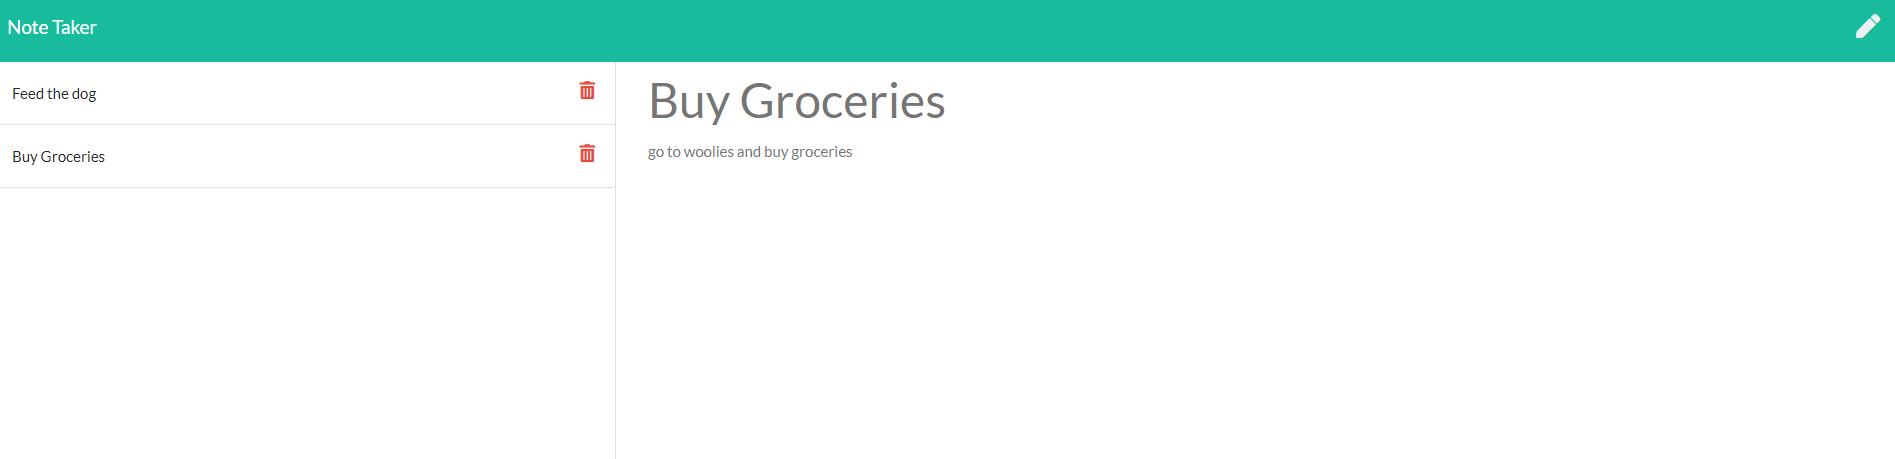 Note Taker
Feed the dog
Buy Groceries
Buy Groceries
go to woolies and buy groceries